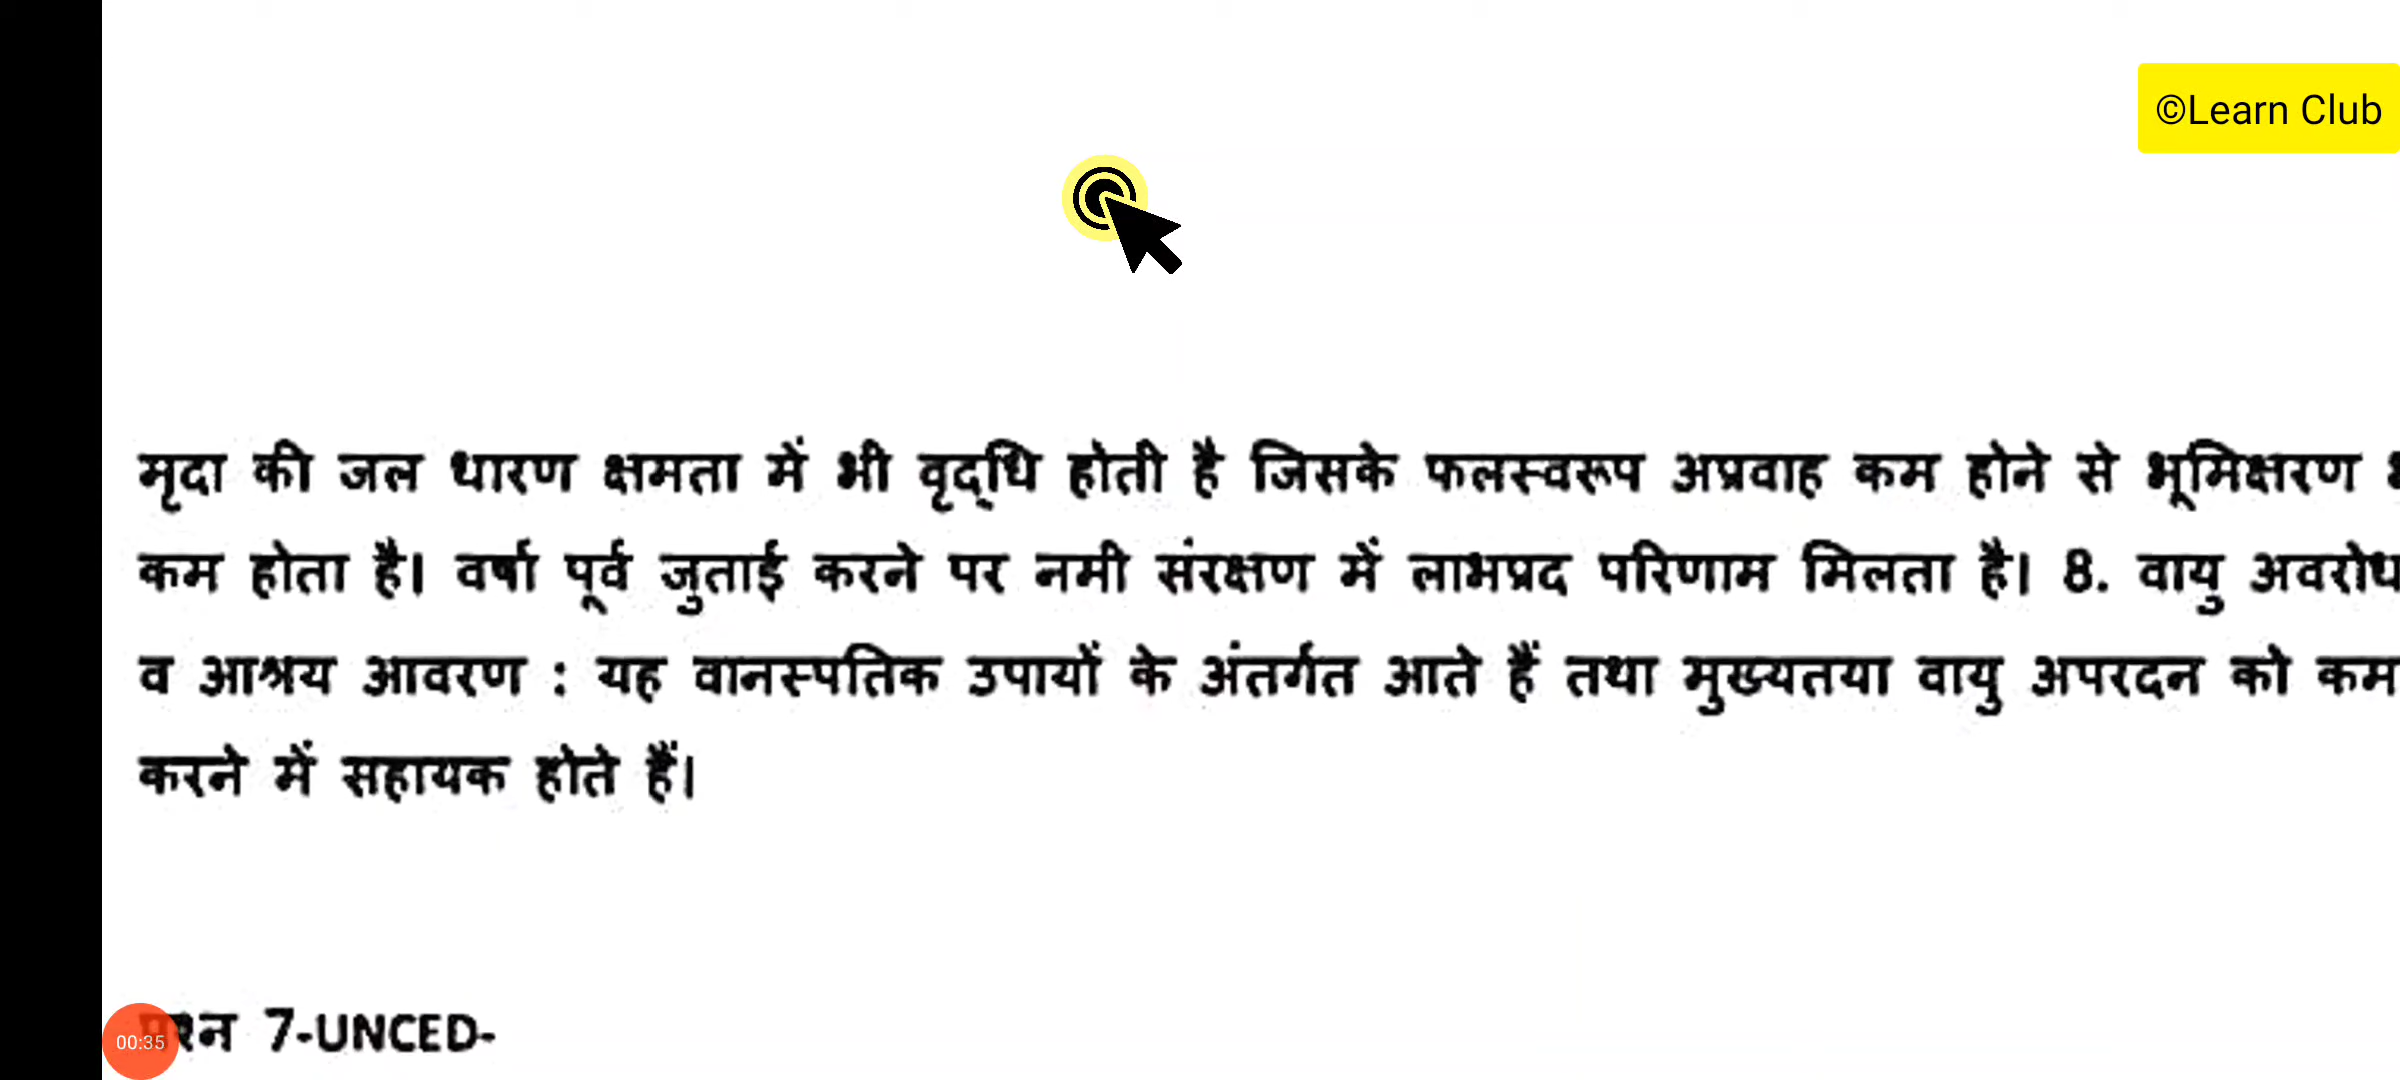 ©Learn Club
मृदा की जल धारण क्षमता में भी वृद्‌धि होती है जिसके फलस्वरूप अप्रवाह कम होने से भूमिक्षरण
कम होता है। वर्षा पूर्व जुताई करने पर नमी संरक्षण में लाभप्रद परिणाम मिलता है। 8. वायु अवरोध
व आश्रय आवरण : यह वानस्पतिक उपायों के अंतर्गत आते हैं तथा मुख्यतया वायु अपरदन को कम
करने में सहायक होते हैं।
प्रश्न 7-UNCED-
00:35